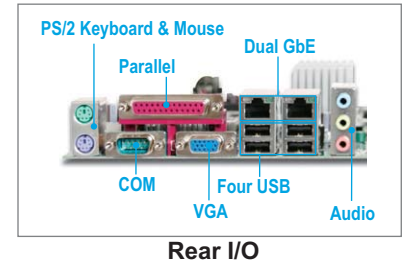 PS/2 Keyboard & Mouse
Dual GbE
Parallel
COM
VGA
Four USB
Audio
Rear I/O